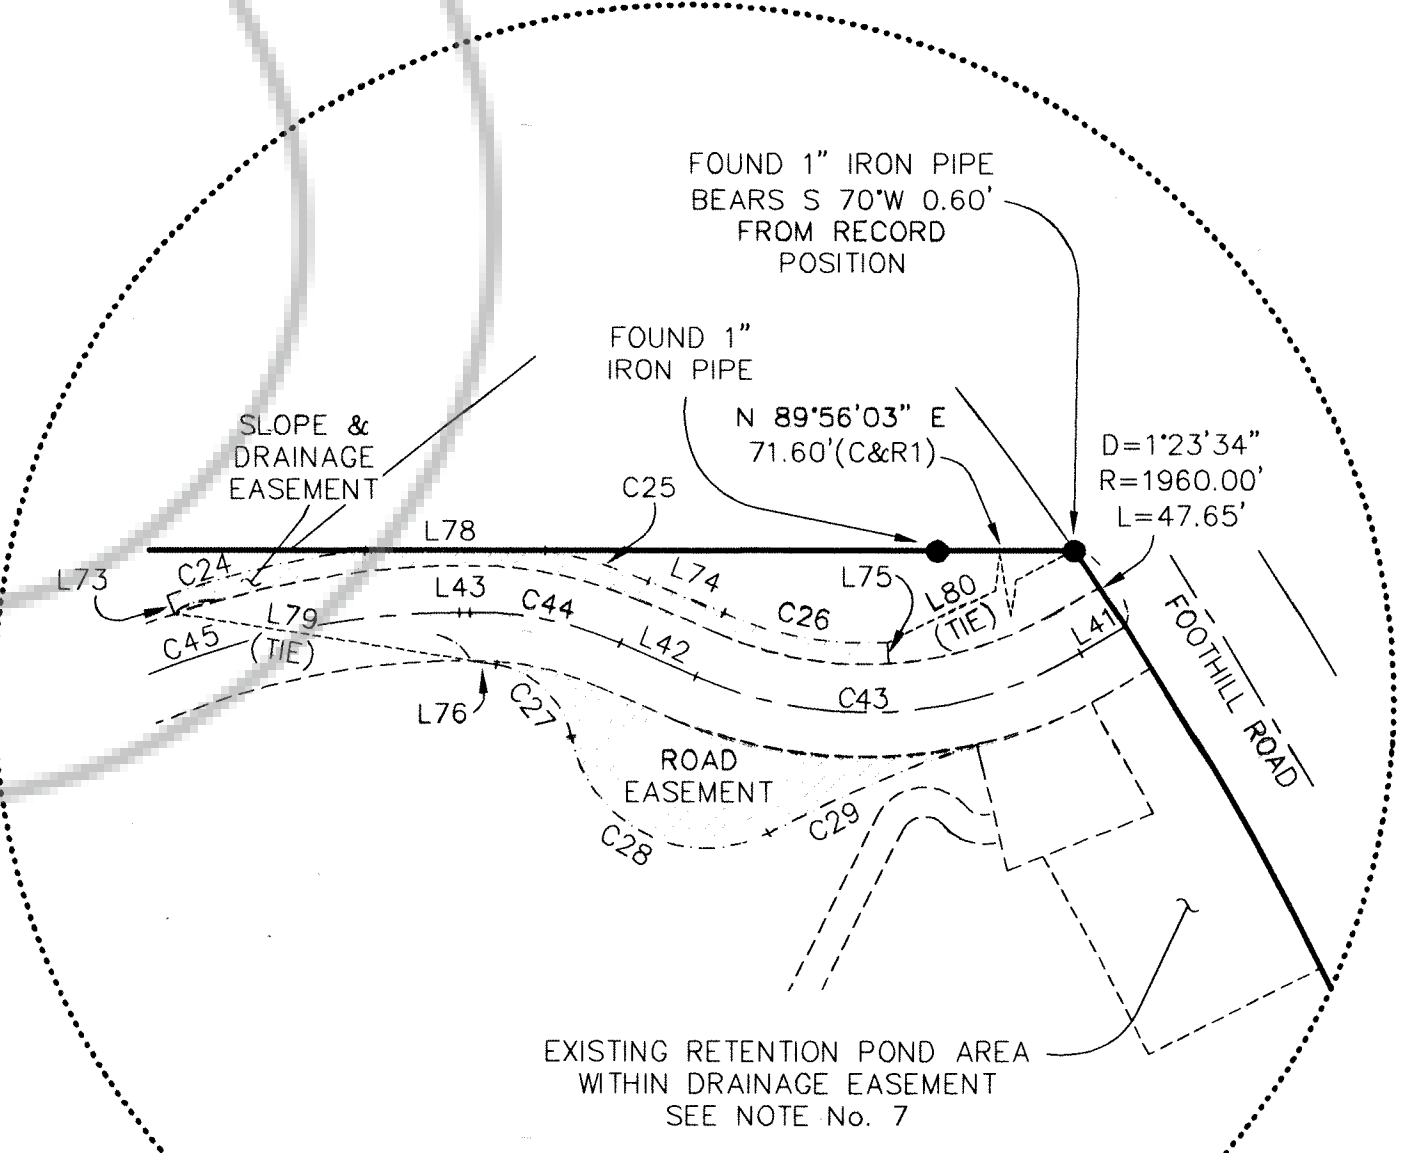 FOUND 1" IRON PIPE
BEARS S 70°W 0.60'
FROM RECORD
POSITION
FOUND 1"
IRON PIPE
N 89°56'03" E
71.60'(C&R1)
D=1°23'34"
R=1960.00'
L=47.65'
SLOPE &
DRAINAGE
EASEMENT
C25
L78
C24
L73
L43
C44
L74
L75
L80
(TIE)
C26
L79
(TIE)
C45
L42
L41
C43
FOOTHILL ROAD
L76
C27
ROAD
EASEMENT
C28
C29
EXISTING RETENTION POND AREA
WITHIN DRAINAGE EASEMENT
SEE NOTE No. 7